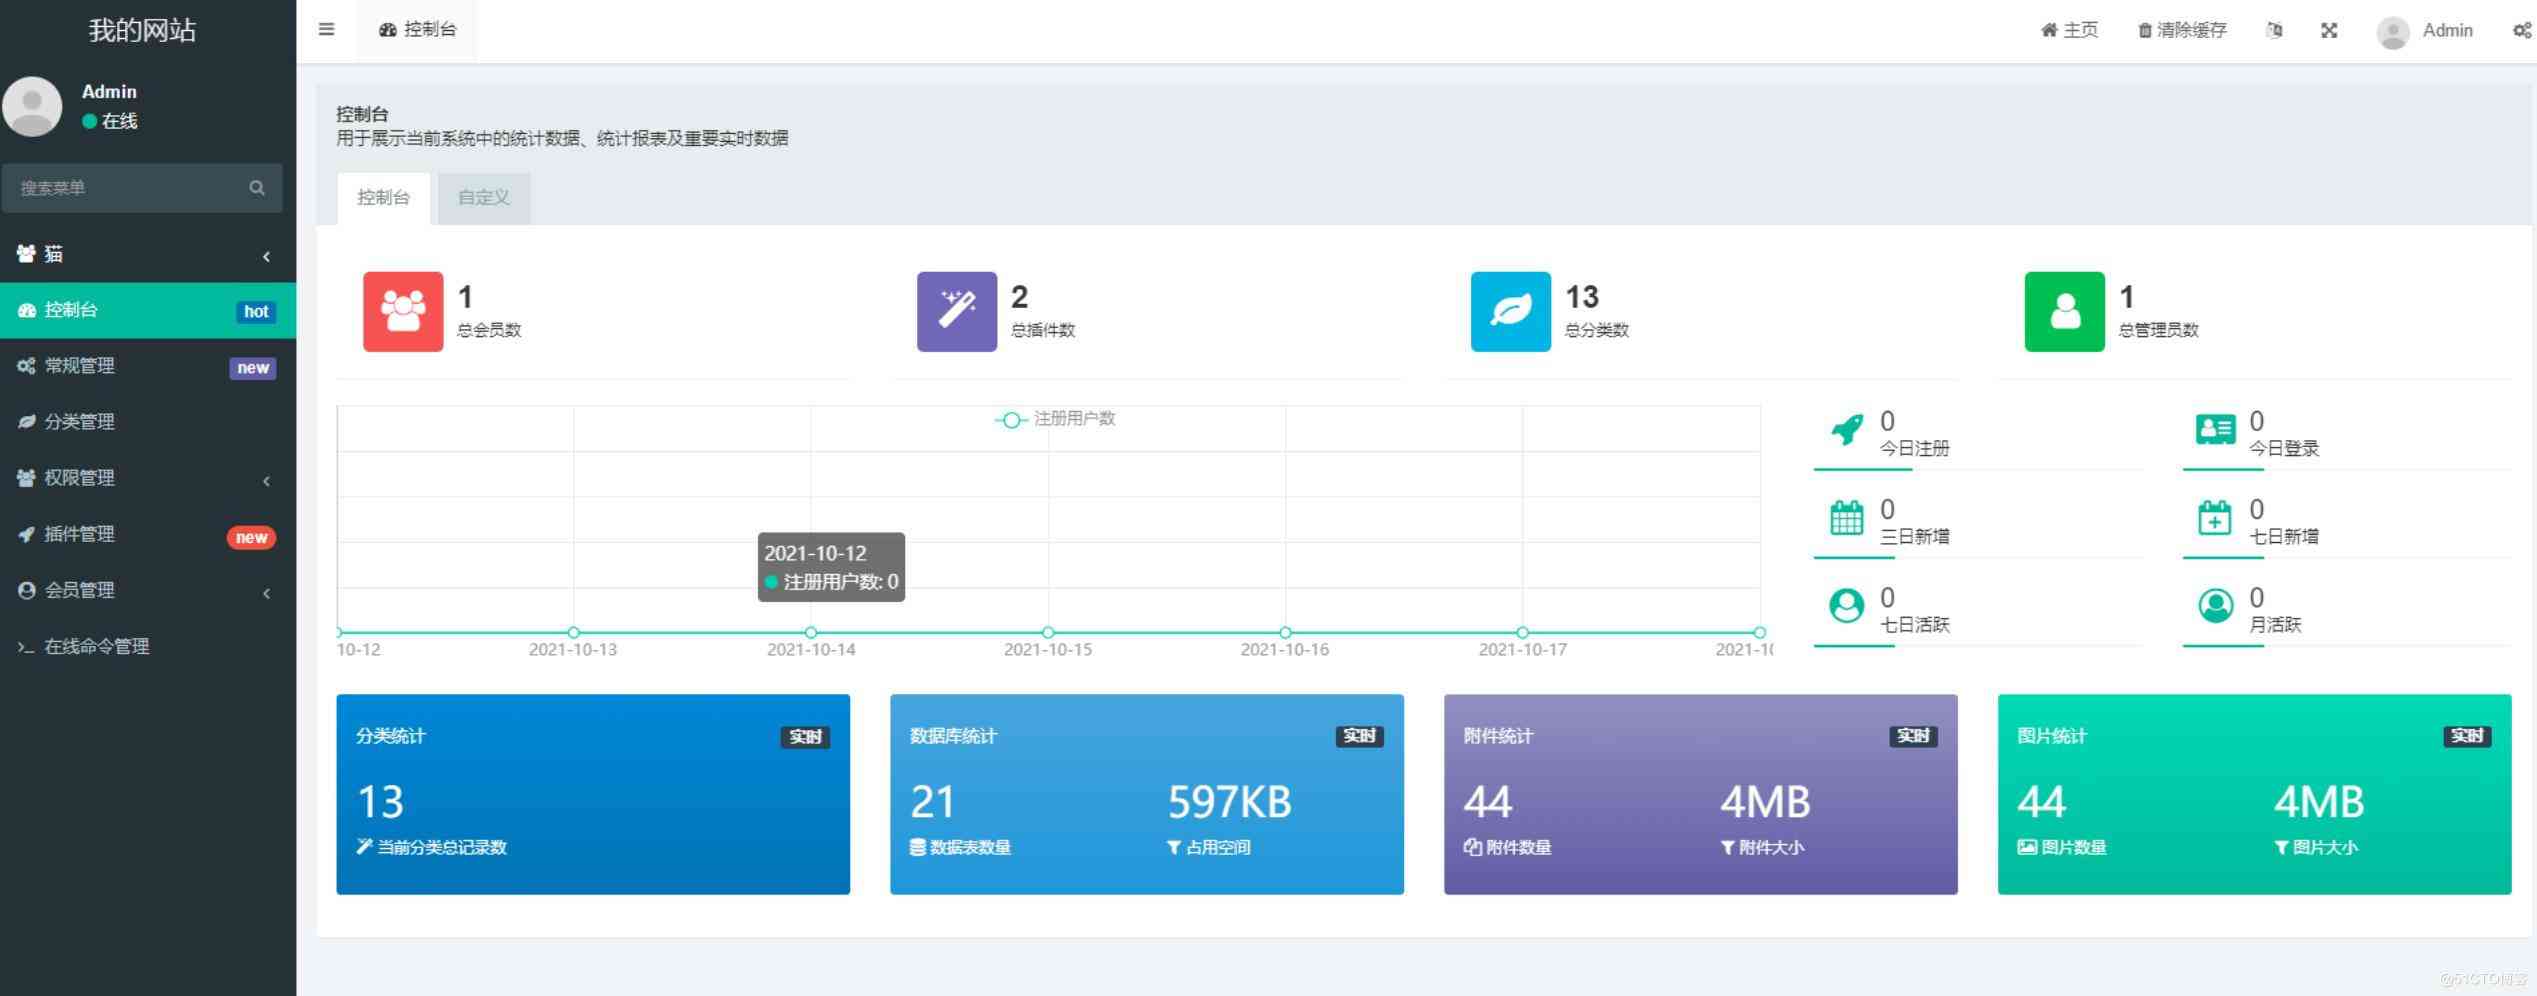 我的网站
控制台
主页
清除缓存
Admin
Admin
在线
搜索菜单
猫
控制台 hot
常规管理 new
分类管理
权限管理
插件管理 new
会员管理
在线命令管理
控制台
用于展示当前系统中的统计数据、统计报表及重要实时数据
控制台 自定义
1
总会员数
2
总插件数
13
总分类数
1
总管理员数
注册用户数
2021-10-12
注册用户数: 0
10-12 2021-10-13 2021-10-14 2021-10-15 2021-10-16 2021-10-17 2021-10
0
今日注册
0
今日登录
0
三日新增
0
七日新增
0
七日活跃
0
月活跃
分类统计 实时
13
当前分类总记录数
数据库统计 实时
21 597KB
数据表数量 占用空间
附件统计 实时
44 4MB
附件数量 附件大小
图片统计 实时
44 4MB
图片数量 图片大小
@51CTO博客